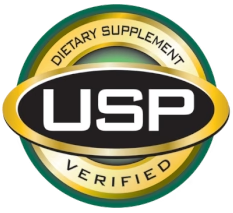 DIETARY SUPPLEMENT
USP
VERIFIED